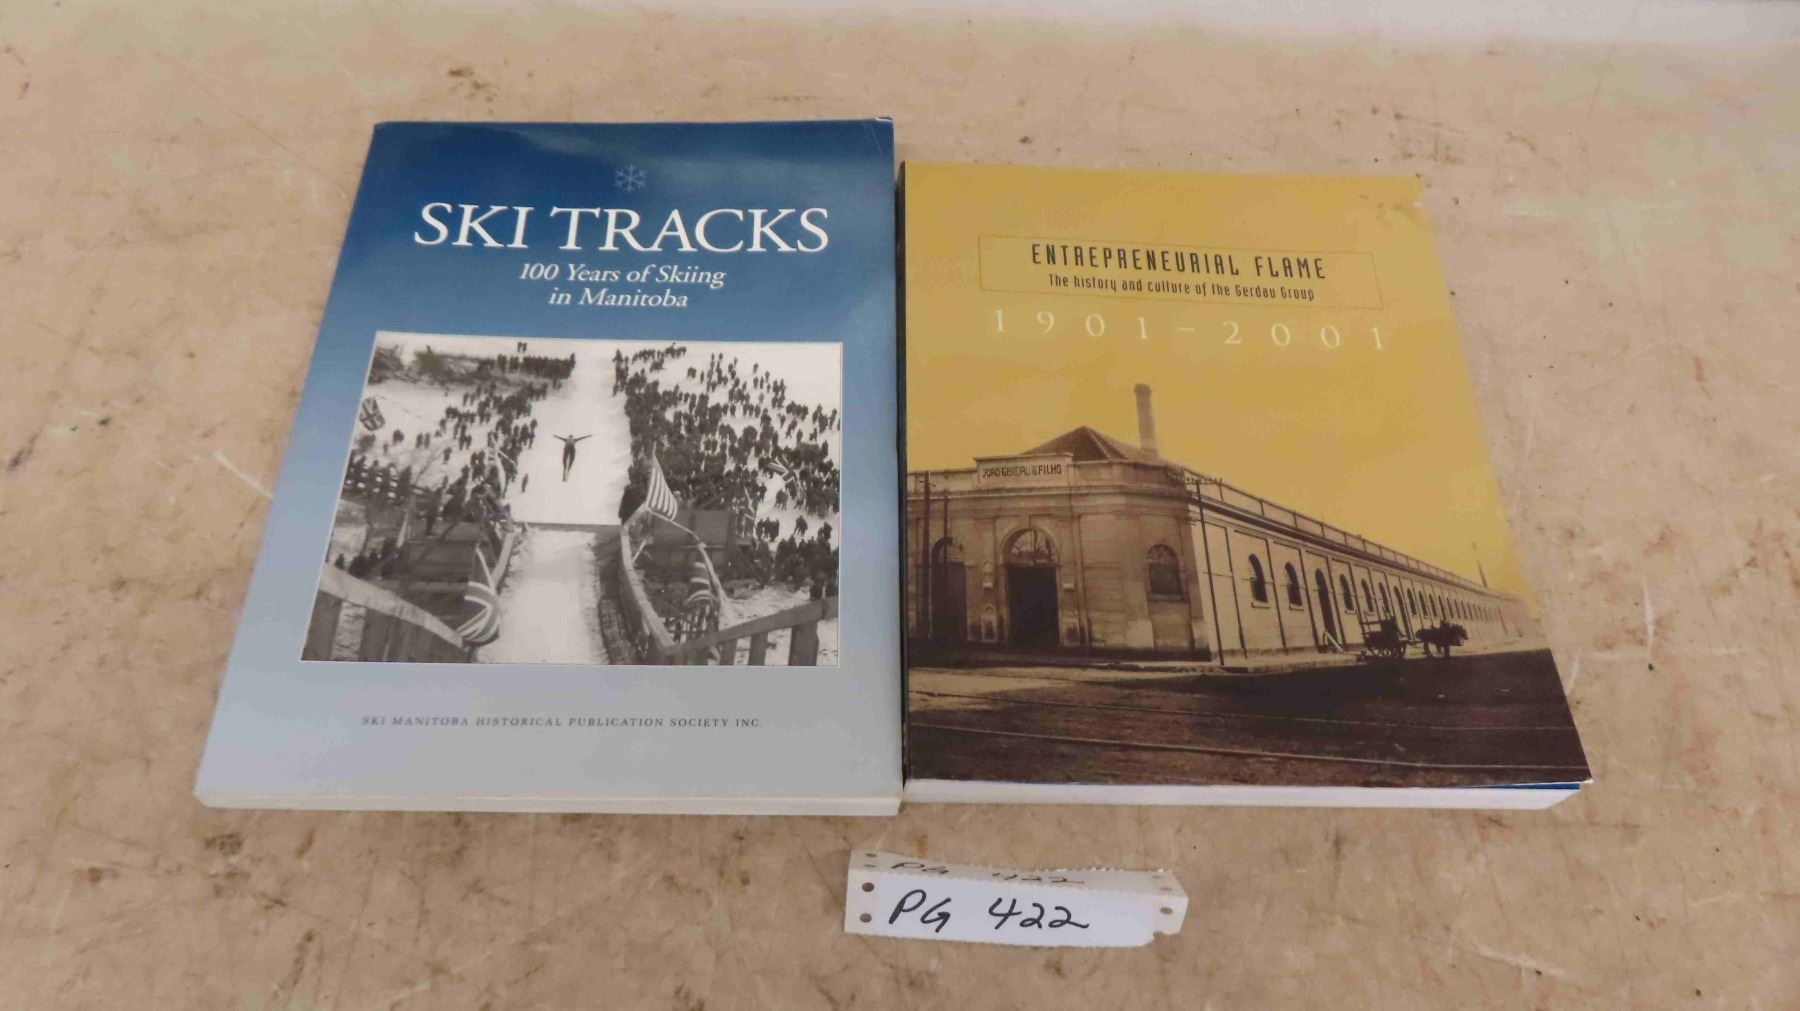 SKI TRACKS
100 Years of Skiing
in Manitoba
SKI MANITOBA HISTORICAL PUBLICATION SOCIETY INC.
ENTREPRENEURIAL FLAME
The history and culture of the Gerdau Group
1901-2001
JOÃO GERDAU & FILHO
PG 422
PG 422